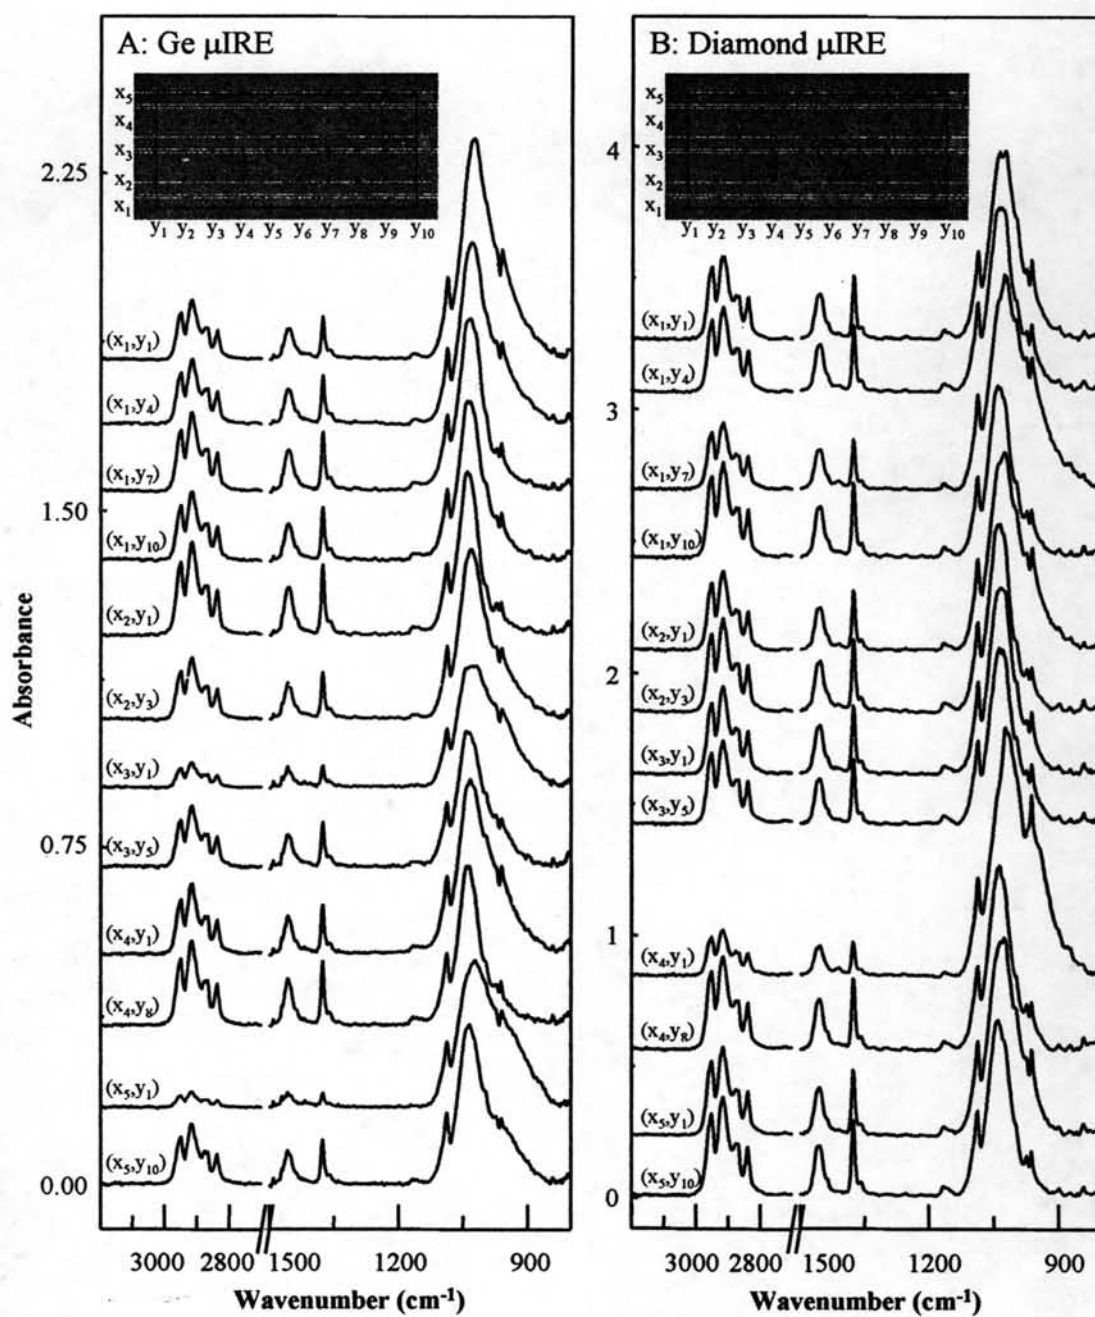 A: Ge μIRE
x5
x4
x3
x2
x1
y1 y2 y3 y4 y5 y6 y7 y8 y9 y10
2.25
1.50
0.75
0.00
Absorbance
(x1,y1)
(x1,y4)
(x1,y7)
(x1,y10)
(x2,y1)
(x2,y3)
(x3,y1)
(x3,y5)
(x4,y1)
(x4,y8)
(x5,y1)
(x5,y10)
3000 2800 1500 1200 900
Wavenumber (cm-1)
B: Diamond μIRE
x5
x4
x3
x2
x1
y1 y2 y3 y4 y5 y6 y7 y8 y9 y10
4
3
2
1
0
(x1,y1)
(x1,y4)
(x1,y7)
(x1,y10)
(x2,y1)
(x2,y3)
(x3,y1)
(x3,y5)
(x4,y1)
(x4,y8)
(x5,y1)
(x5,y10)
3000 2800 1500 1200 900
Wavenumber (cm-1)